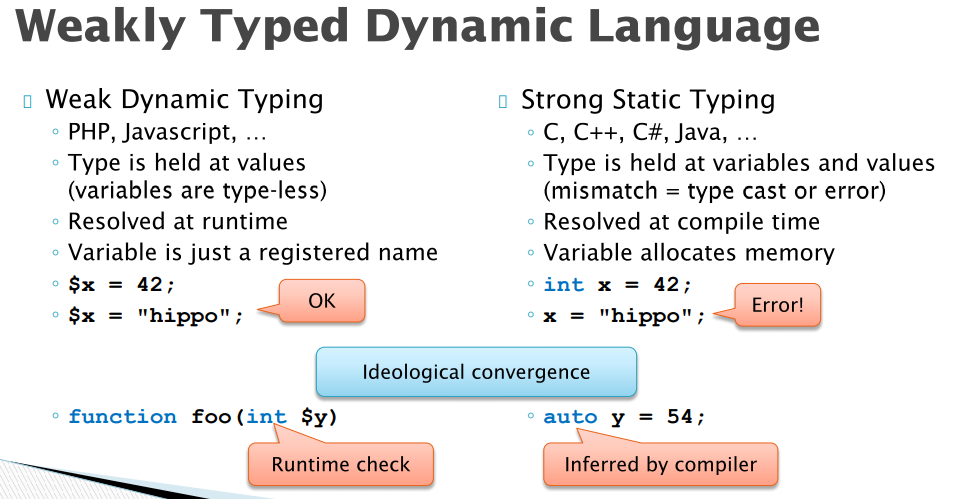 Weakly Typed Dynamic Language
Weak Dynamic Typing
PHP, Javascript, …
Type is held at values
(variables are type-less)
Resolved at runtime
Variable is just a registered name
$x = 42;
$x = "hippo";
OK
function foo(int $y)
Runtime check
Strong Static Typing
C, C++, C#, Java, …
Type is held at variables and values
(mismatch = type cast or error)
Resolved at compile time
Variable allocates memory
int x = 42;
x = "hippo";
Error!
Ideological convergence
auto y = 54;
Inferred by compiler